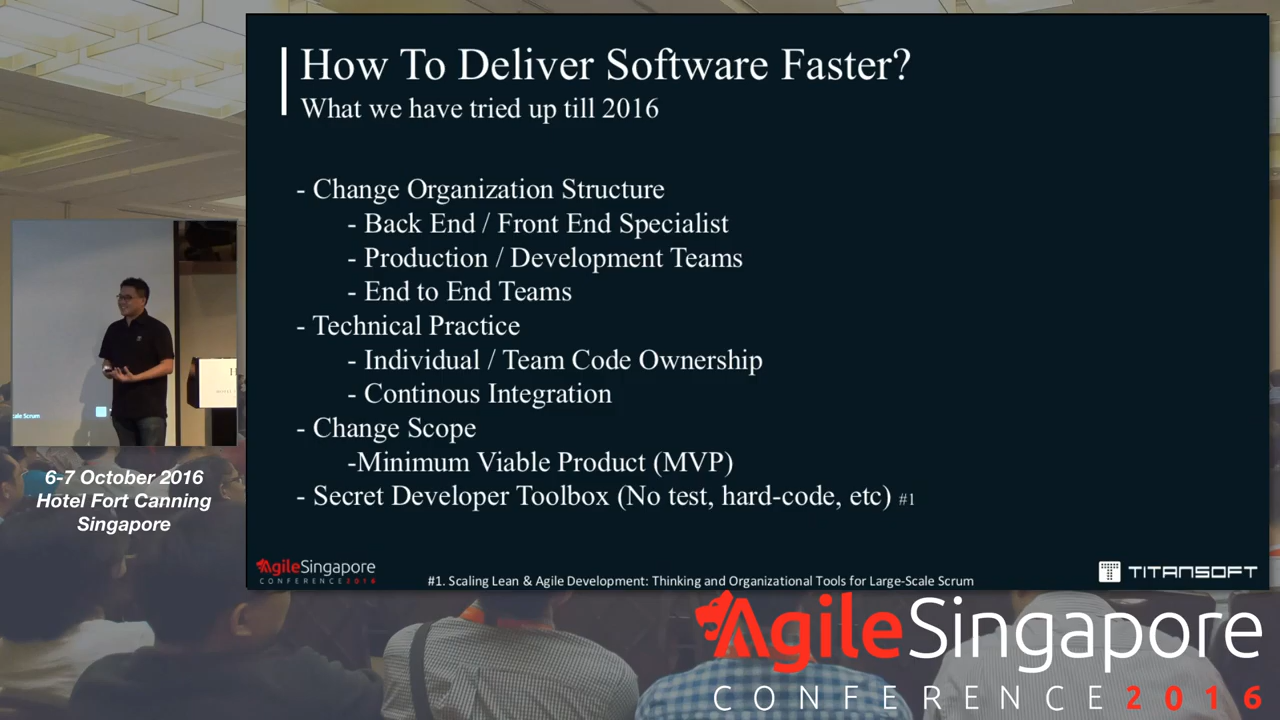 How To Deliver Software Faster?
What we have tried up till 2016
- Change Organization Structure
- Back End / Front End Specialist
- Production / Development Teams
- End to End Teams
- Technical Practice
- Individual / Team Code Ownership
- Continous Integration
- Change Scope
-Minimum Viable Product (MVP)
- Secret Developer Toolbox (No test, hard-code, etc) #1
AgileSingapore
CONFERENCE2016
#1. Scaling Lean & Agile Development: Thinking and Organizational Tools for Large-Scale Scrum
TITANSOFT
cale Scrum
H
6-7 October 2016
Hotel Fort Canning
Singapore
AgileSingapore
CONFERENCE 2016